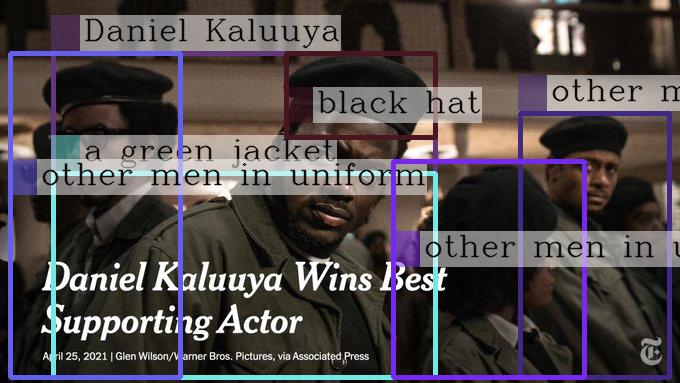 Daniel Kaluuya
black hat
other m
a green jacket
other men in uniform
other men in u
Daniel Kaluuya Wins Best
Supporting Actor
April 25, 2021 | Glen Wilson/Warner Bros. Pictures, via Associated Press
T